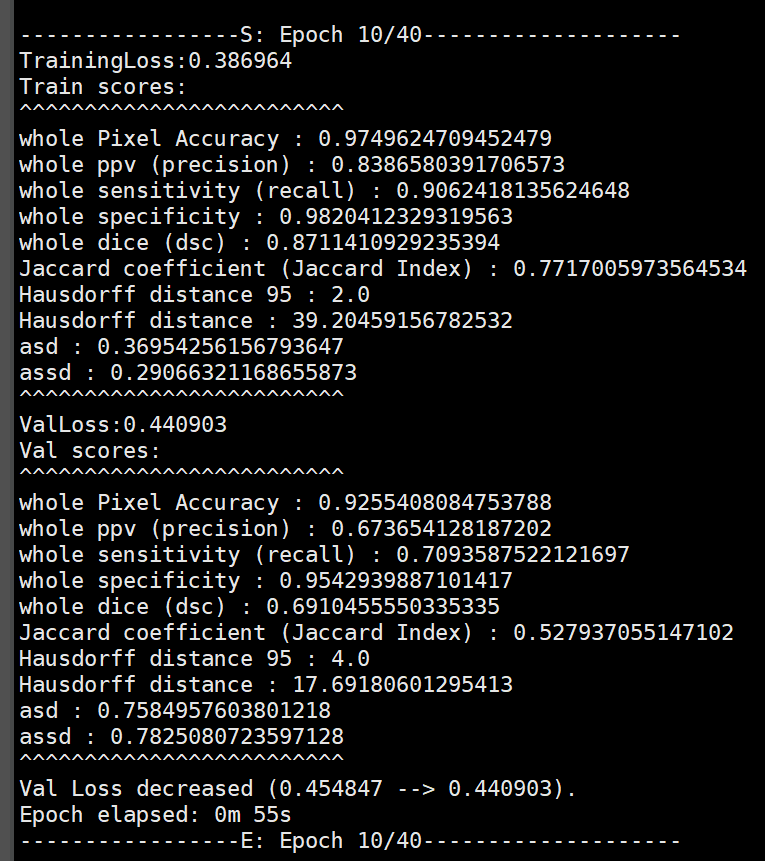 -----------------S: Epoch 10/40--------------------
TrainingLoss:0.386964
Train scores:
^^^^^^^^^^^^^^^^^^^^^^^^^
whole Pixel Accuracy : 0.9749624709452479
whole ppv (precision) : 0.8386580391706573
whole sensitivity (recall) : 0.9062418135624648
whole specificity : 0.9820412329319563
whole dice (dsc) : 0.8711410929235394
Jaccard coefficient (Jaccard Index) : 0.7717005973564534
Hausdorff distance 95 : 2.0
Hausdorff distance : 39.20459156782532
asd : 0.36954256156793647
assd : 0.29066321168655873
^^^^^^^^^^^^^^^^^^^^^^^^^
ValLoss:0.440903
Val scores:
^^^^^^^^^^^^^^^^^^^^^^^^^
whole Pixel Accuracy : 0.9255408084753788
whole ppv (precision) : 0.673654128187202
whole sensitivity (recall) : 0.7093587522121697
whole specificity : 0.9542939887101417
whole dice (dsc) : 0.6910455550335335
Jaccard coefficient (Jaccard Index) : 0.527937055147102
Hausdorff distance 95 : 4.0
Hausdorff distance : 17.69180601295413
asd : 0.7584957603801218
assd : 0.7825080723597128
^^^^^^^^^^^^^^^^^^^^^^^^^
Val Loss decreased (0.454847 --> 0.440903).
Epoch elapsed: 0m 55s
-----------------E: Epoch 10/40--------------------